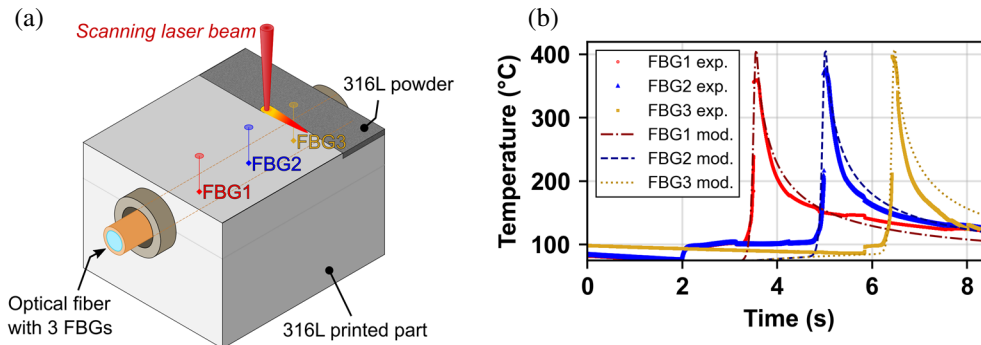 (a)
Scanning laser beam
316L powder
FBG3
FBG2
FBG1
Optical fiber
with 3 FBGs
316L printed part
(b)
Temperature (°C)
400
300
200
100
FBG1 exp.
FBG2 exp.
FBG3 exp.
FBG1 mod.
FBG2 mod.
FBG3 mod.
0 2 4 6 8
Time (s)